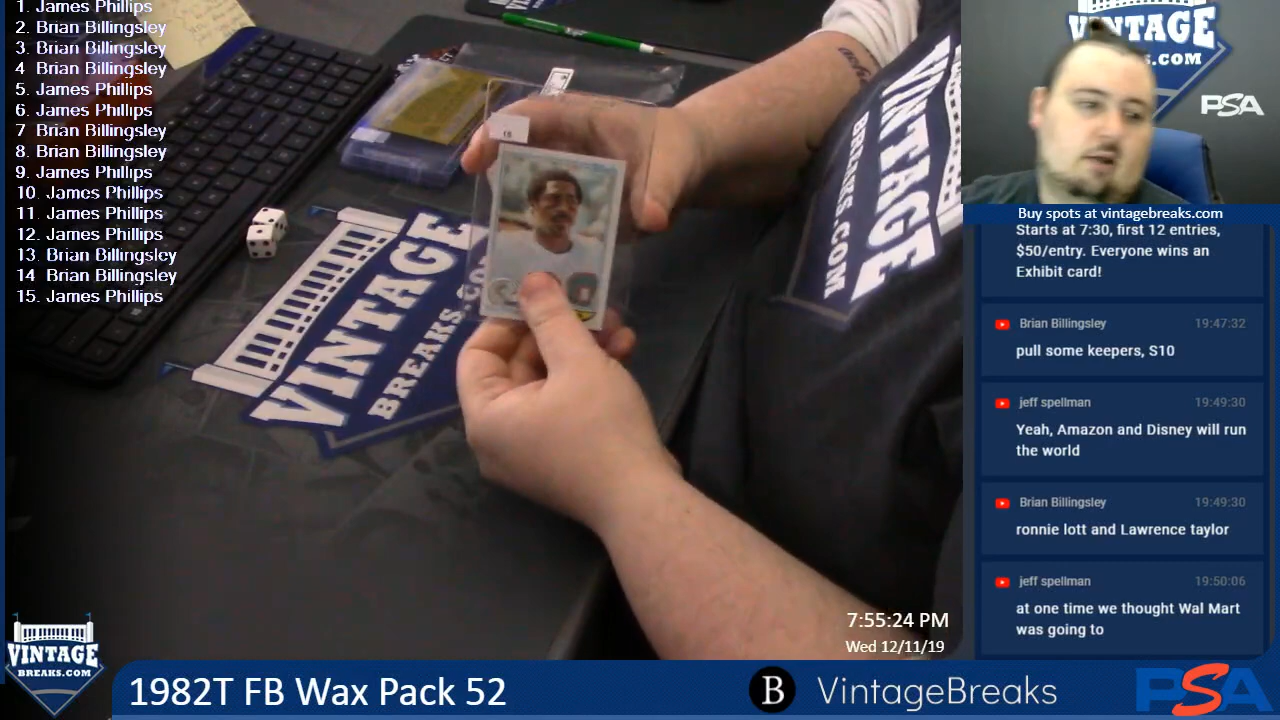 1. James Phillips
2. Brian Billingsley
3. Brian Billingsley
4 Brian Billingsley
5. James Phillips
6. James Phillips
7 Brian Billingsley
8. Brian Billingsley
9. James Phillips
10. James Phillips
11. James Phillips
12. James Phillips
13. Brian Billingsley
14 Brian Billingsley
15. James Phillips
15
VINTAGE
BREAKS.CO
VINTAGE
BREAKS.COM
VINTAGE
S.COM
PSA
Buy spots at vintagebreaks.com
Starts at 7:30, first 12 entries,
$50/entry. Everyone wins an
Exhibit card!
Brian Billingsley 19:47:32
pull some keepers, S10
jeff spellman 19:49:30
Yeah, Amazon and Disney will run
the world
Brian Billingsley 19:49:30
ronnie lott and Lawrence taylor
jeff spellman 19:50:06
at one time we thought Wal Mart
was going to
7:55:24 PM
Wed 12/11/19
VINTAGE
BREAKS.COM
1982T FB Wax Pack 52
B VintageBreaks
PSA